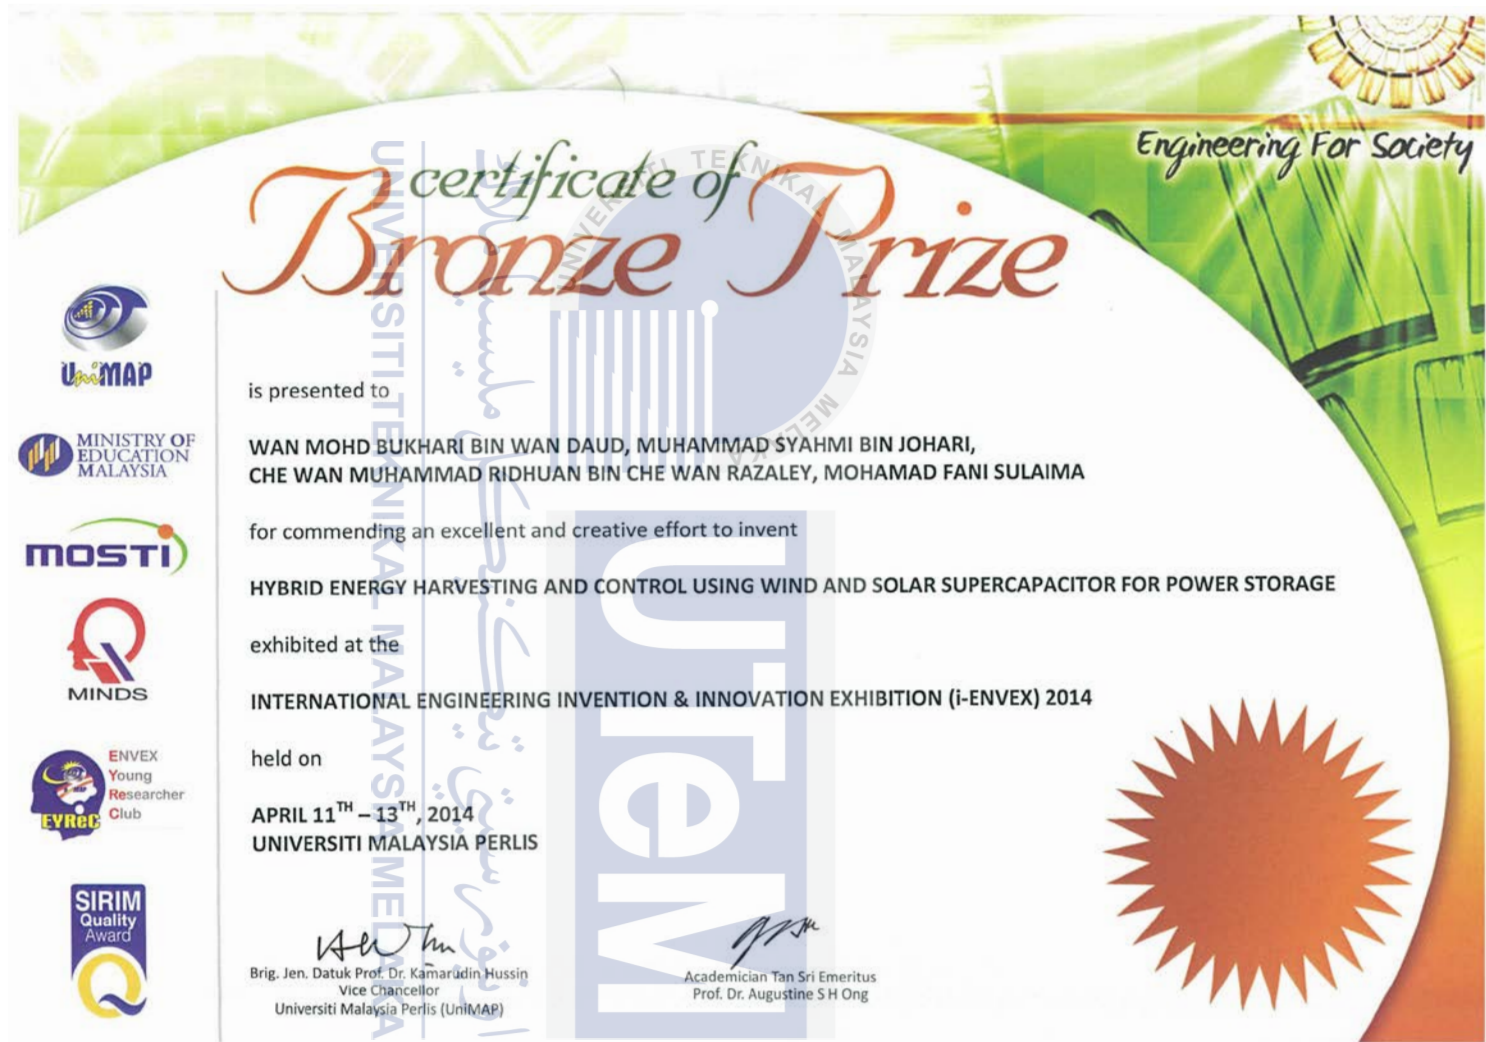 Engineering For Society
certificate of
Bronze Prize
UniMAP
MINISTRY OF
EDUCATION
MALAYSIA
MOSTI
MINDS
ENVEX
Young
Researcher
Club
EYReC
SIRIM
Quality
Award
is presented to
WAN MOHD BUKHARI BIN WAN DAUD, MUHAMMAD SYAHMI BIN JOHARI,
CHE WAN MUHAMMAD RIDHUAN BIN CHE WAN RAZALEY, MOHAMAD FANI SULAIMA
for commending an excellent and creative effort to invent
HYBRID ENERGY HARVESTING AND CONTROL USING WIND AND SOLAR SUPERCAPACITOR FOR POWER STORAGE
exhibited at the
INTERNATIONAL ENGINEERING INVENTION & INNOVATION EXHIBITION (i-ENVEX) 2014
held on
APRIL 11TH – 13TH, 2014
UNIVERSITI MALAYSIA PERLIS
Brig. Jen. Datuk Prof. Dr. Kamarudin Hussin
Vice Chancellor
Universiti Malaysia Perlis (UniMAP)
Academician Tan Sri Emeritus
Prof. Dr. Augustine S H Ong
UNIVERSITI TEKNIKAL MALAYSIA MELAKA
UNIVERSITI TEKNIKAL MALAYSIA MELAKA
UTeM